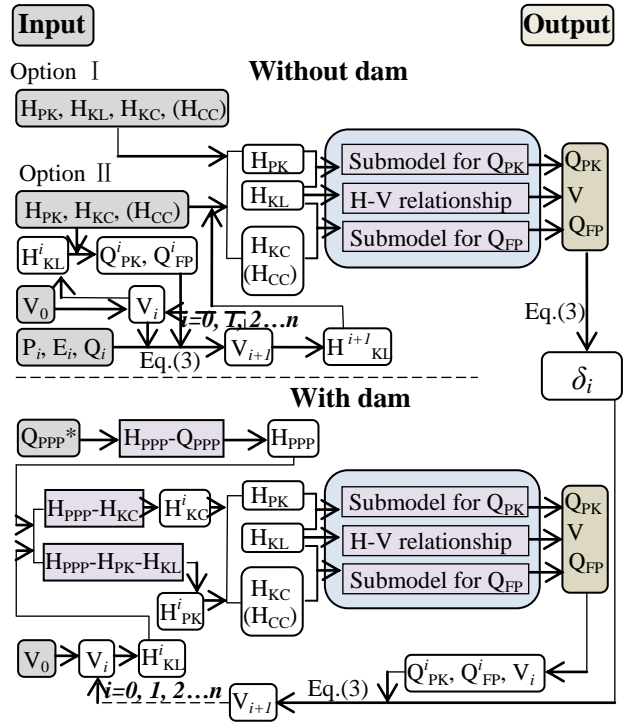 Input
Output
Option Ⅰ
Without dam
H_PK, H_KL, H_KC, (H_CC)
H_PK
Submodel for Q_PK
Q_PK
Option Ⅱ
H_KL
H-V relationship
V
H_PK, H_KC, (H_CC)
Submodel for Q_FP
Q_FP
H_KC
(H_CC)
H^i_KL
Q^i_PK, Q^i_FP
V_0
V_i
i=0, 1, 2…n
Eq.(3)
P_i, E_i, Q_i
Eq.(3)
V_i+1
H^i+1_KL
δ_i
With dam
Q_PPP*
H_PPP-Q_PPP
H_PPP
H_PPP-H_KC
H^i_KC
H_PK
Submodel for Q_PK
Q_PK
H_KL
H-V relationship
V
H_PPP-H_PK-H_KL
Submodel for Q_FP
Q_FP
H_KC
(H_CC)
H^i_PK
V_0
V_i
H^i_KL
Q^i_PK, Q^i_FP, V_i
i=0, 1, 2…n
V_i+1
Eq.(3)